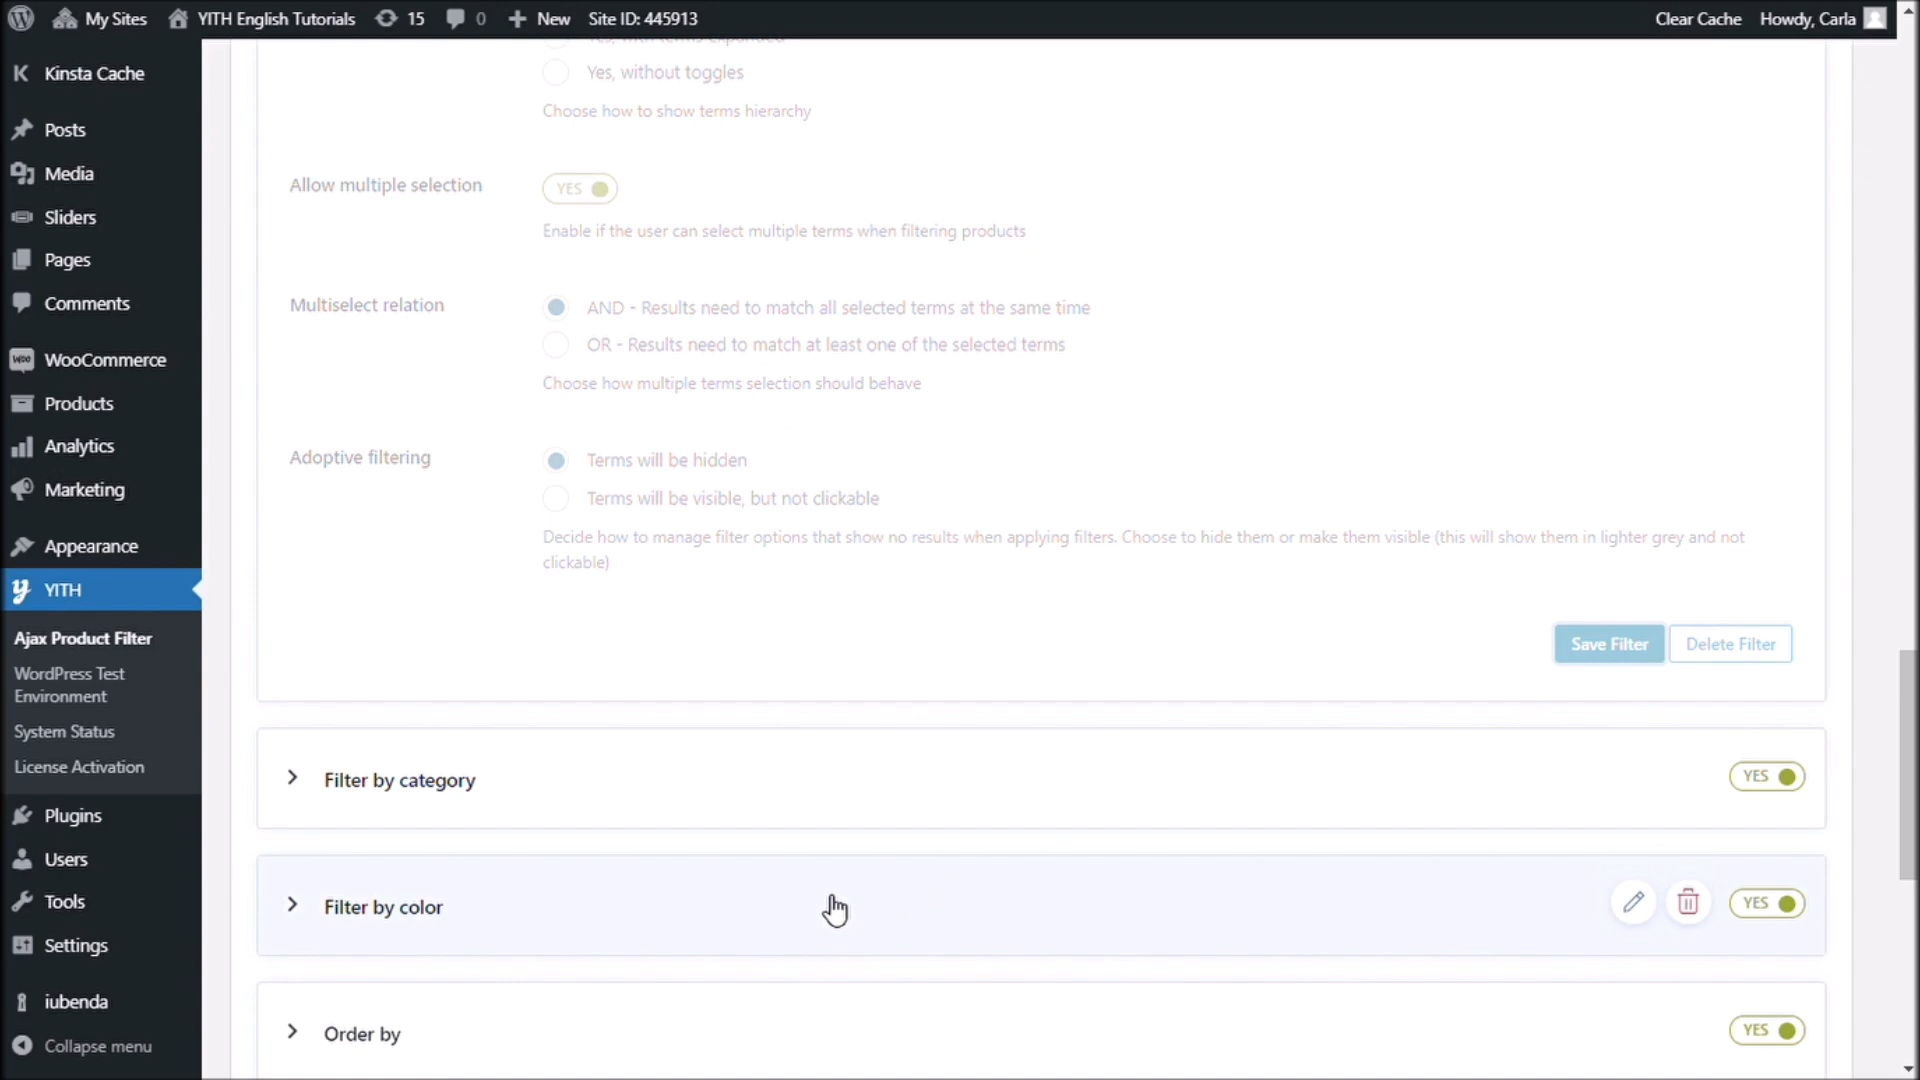 My Sites
YITH English Tutorials
15
0
New
Site ID: 445913
Clear Cache
Howdy, Carla
Kinsta Cache
Posts
Media
Sliders
Pages
Comments
WooCommerce
Products
Analytics
Marketing
Appearance
YITH
Ajax Product Filter
WordPress Test
Environment
System Status
License Activation
Plugins
Users
Tools
Settings
iubenda
Collapse menu
Yes, with terms expanded
Yes, without toggles
Choose how to show terms hierarchy
Allow multiple selection
YES
Enable if the user can select multiple terms when filtering products
Multiselect relation
AND - Results need to match all selected terms at the same time
OR - Results need to match at least one of the selected terms
Choose how multiple terms selection should behave
Adoptive filtering
Terms will be hidden
Terms will be visible, but not clickable
Decide how to manage filter options that show no results when applying filters. Choose to hide them or make them visible (this will show them in lighter grey and not
clickable)
Save Filter
Delete Filter
Filter by category
YES
Filter by color
YES
Order by
YES